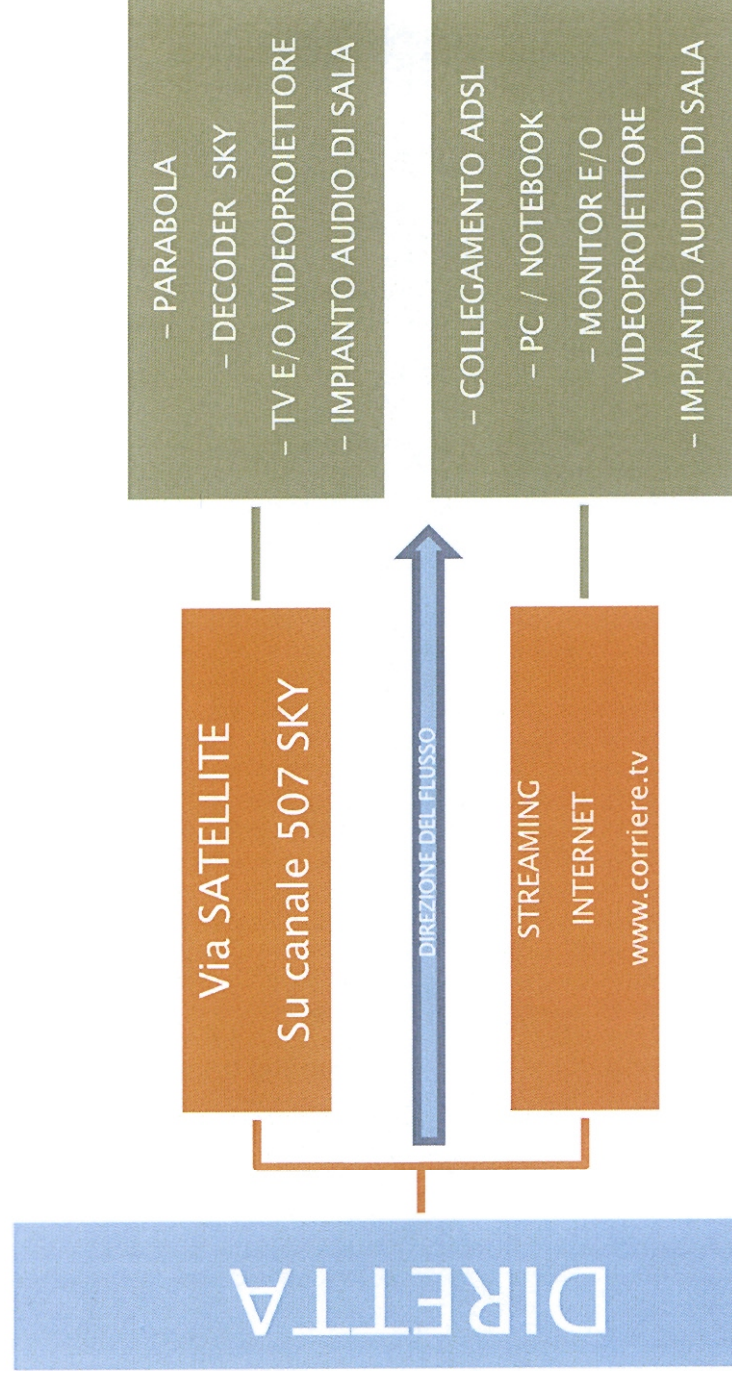 DIRETTA
Via SATELLITE
Su canale 507 SKY
– PARABOLA
– DECODER SKY
– TV E/O VIDEOPROIETTORE
– IMPIANTO AUDIO DI SALA
DIREZIONE DEL FLUSSO
STREAMING
INTERNET
www.corriere.tv
– COLLEGAMENTO ADSL
– PC / NOTEBOOK
– MONITOR E/O
VIDEOPROIETTORE
– IMPIANTO AUDIO DI SALA